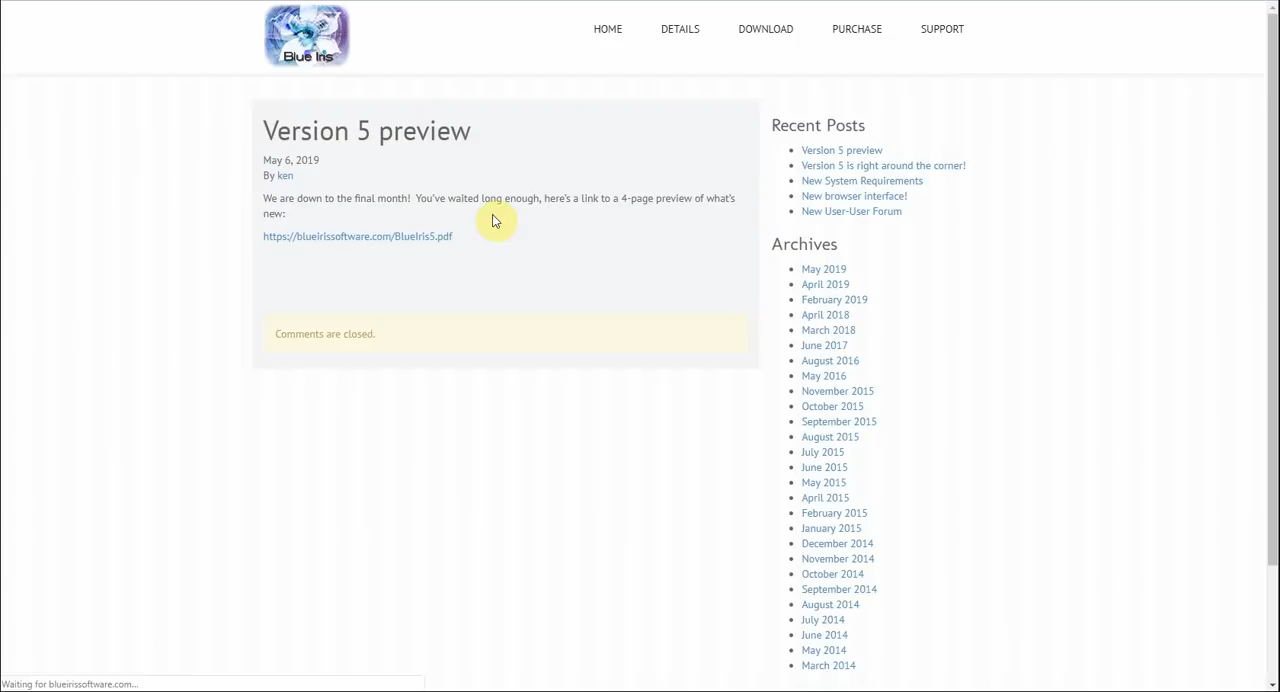 Blue Iris
HOME DETAILS DOWNLOAD PURCHASE SUPPORT
Version 5 preview
May 6, 2019
By ken
We are down to the final month! You've waited long enough, here's a link to a 4-page preview of what's
new:
https://blueirissoftware.com/BlueIris5.pdf
Comments are closed.
Recent Posts
Version 5 preview
Version 5 is right around the corner!
New System Requirements
New browser interface!
New User-User Forum
Archives
May 2019
April 2019
February 2019
April 2018
March 2018
June 2017
August 2016
May 2016
November 2015
October 2015
September 2015
August 2015
July 2015
June 2015
May 2015
April 2015
February 2015
January 2015
December 2014
November 2014
October 2014
September 2014
August 2014
July 2014
June 2014
May 2014
March 2014
Waiting for blueirissoftware.com...